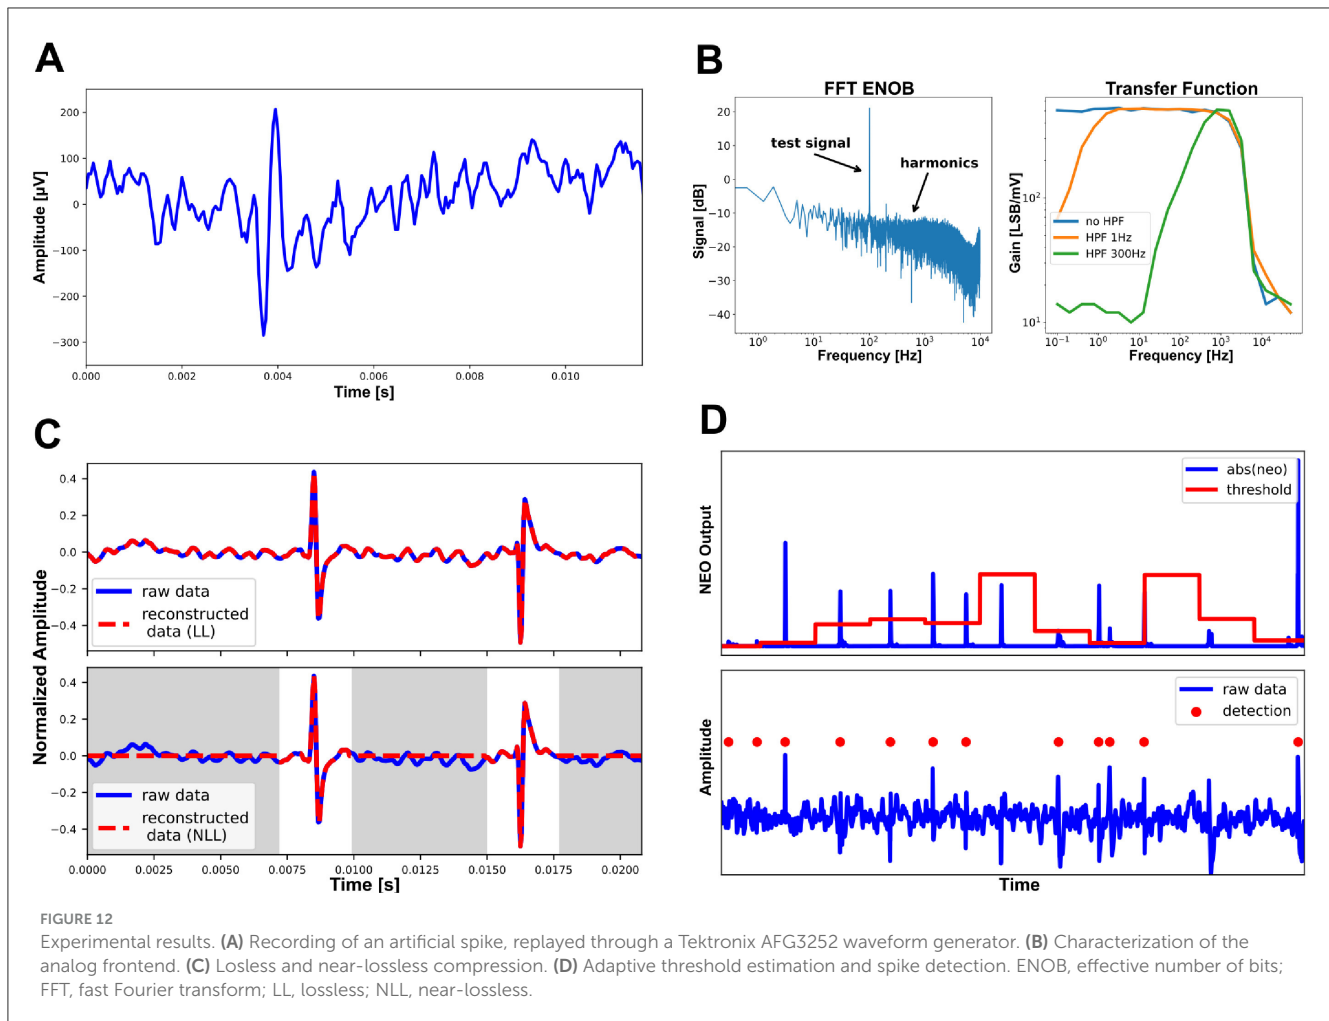 A
Amplitude [µV]
200
100
0
−100
−200
−300
0.000
0.002
0.004
0.006
0.008
0.010
Time [s]
B
FFT ENOB
Signal [dB]
20
10
0
−10
−20
−30
−40
test signal
harmonics
10⁰
10¹
10²
10³
10⁴
Frequency [Hz]
Transfer Function
Gain [LSB/mV]
10²
10¹
no HPF
HPF 1Hz
HPF 300Hz
10⁻¹
10⁰
10¹
10²
10³
10⁴
Frequency [Hz]
C
Normalized Amplitude
0.4
0.2
0.0
−0.2
−0.4
raw data
reconstructed
data (LL)
0.4
0.2
0.0
−0.2
−0.4
raw data
reconstructed
data (NLL)
0.0000
0.0025
0.0050
0.0075
0.0100
0.0125
0.0150
0.0175
0.0200
Time [s]
D
NEO Output
abs(neo)
threshold
Amplitude
raw data
detection
Time
FIGURE 12
Experimental results. (A) Recording of an artificial spike, replayed through a Tektronix AFG3252 waveform generator. (B) Characterization of the
analog frontend. (C) Losless and near-lossless compression. (D) Adaptive threshold estimation and spike detection. ENOB, effective number of bits;
FFT, fast Fourier transform; LL, lossless; NLL, near-lossless.